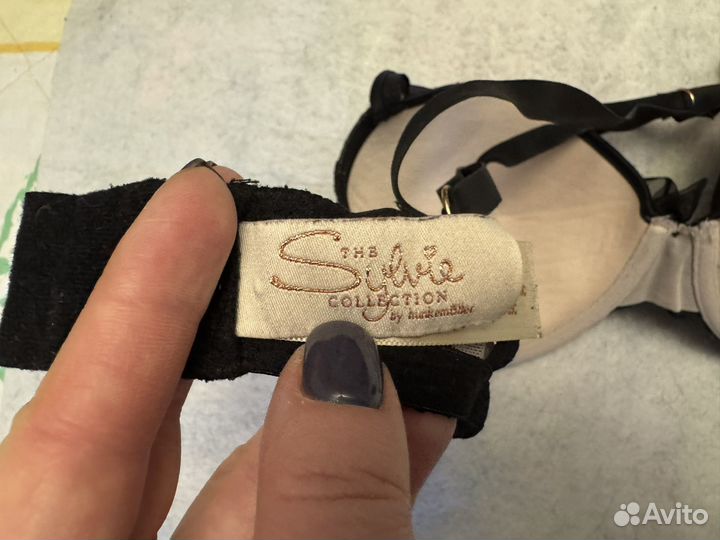 THE
Sylvie
COLLECTION
by hunkemöller
Avito